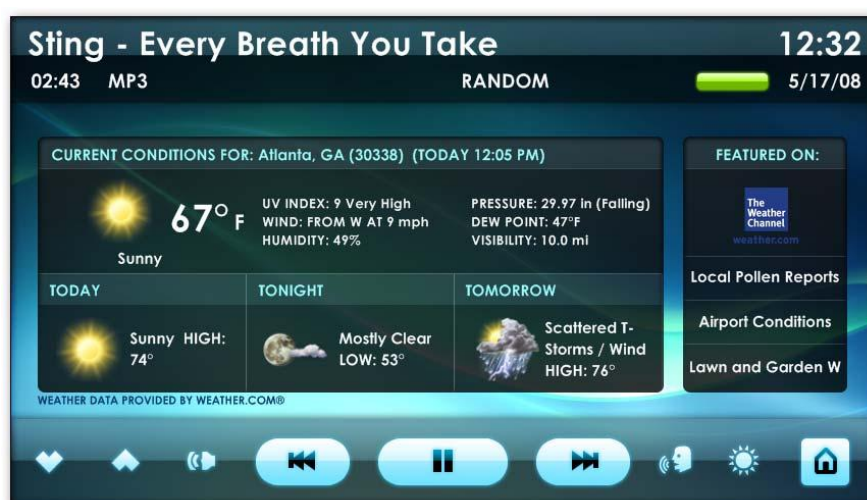 Sting - Every Breath You Take
12:32
02:43
MP3
RANDOM
5/17/08
CURRENT CONDITIONS FOR: Atlanta, GA (30338) (TODAY 12:05 PM)
67° F
Sunny
UV INDEX: 9 Very High
WIND: FROM W AT 9 mph
HUMIDITY: 49%
PRESSURE: 29.97 in (Falling)
DEW POINT: 47°F
VISIBILITY: 10.0 mi
TODAY
Sunny HIGH:
74°
TONIGHT
Mostly Clear
LOW: 53°
TOMORROW
Scattered T-
Storms / Wind
HIGH: 76°
FEATURED ON:
The
Weather
Channel
weather.com
Local Pollen Reports
Airport Conditions
Lawn and Garden W
WEATHER DATA PROVIDED BY WEATHER.COM®